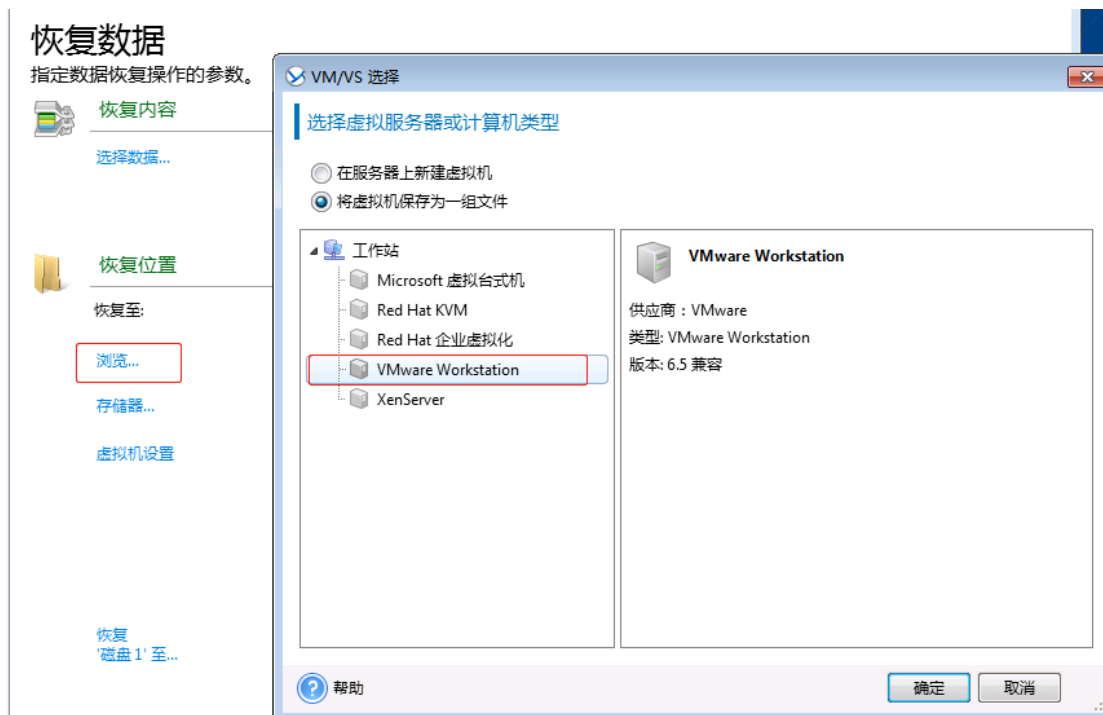 恢复数据
指定数据恢复操作的参数。
恢复内容
选择数据...
恢复位置
恢复至:
浏览...
存储器...
虚拟机设置
恢复
'磁盘 1' 至...
VM/VS 选择
选择虚拟服务器或计算机类型
在服务器上新建虚拟机
将虚拟机保存为一组文件
工作站
Microsoft 虚拟台式机
Red Hat KVM
Red Hat 企业虚拟化
VMware Workstation
XenServer
VMware Workstation
供应商：VMware
类型: VMware Workstation
版本: 6.5 兼容
帮助
确定
取消